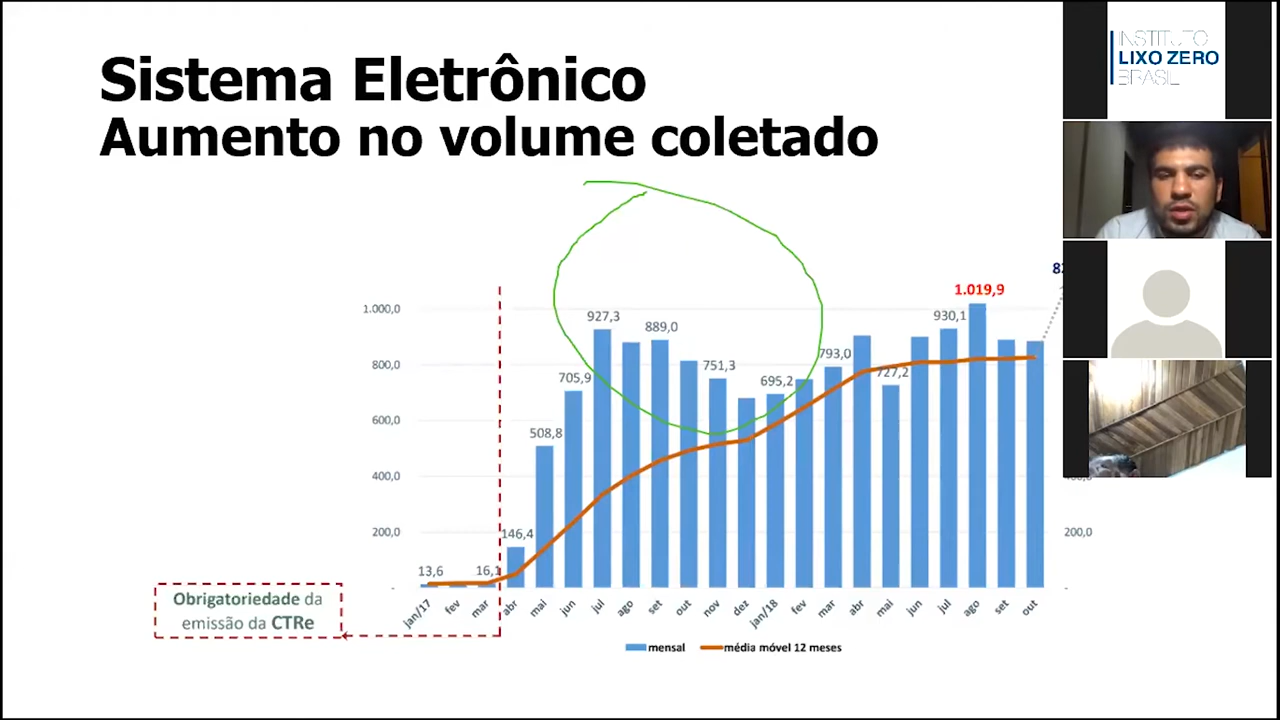 Sistema Eletrônico
Aumento no volume coletado
INSTITUTO
LIXO ZERO
BRASIL
1.019,9
1.000,0
927,3
889,0
930,1
800,0
705,9
751,3
695,2
793,0
727,2
600,0
508,8
400,0
200,0
146,4
200,0
13,6
16,1
-
-
jan/17
fev
mar
abr
mai
jun
jul
ago
set
out
nov
dez
jan/18
fev
mar
abr
mai
jun
jul
ago
set
out
Obrigatoriedade da
emissão da CTRe
mensal
média móvel 12 meses